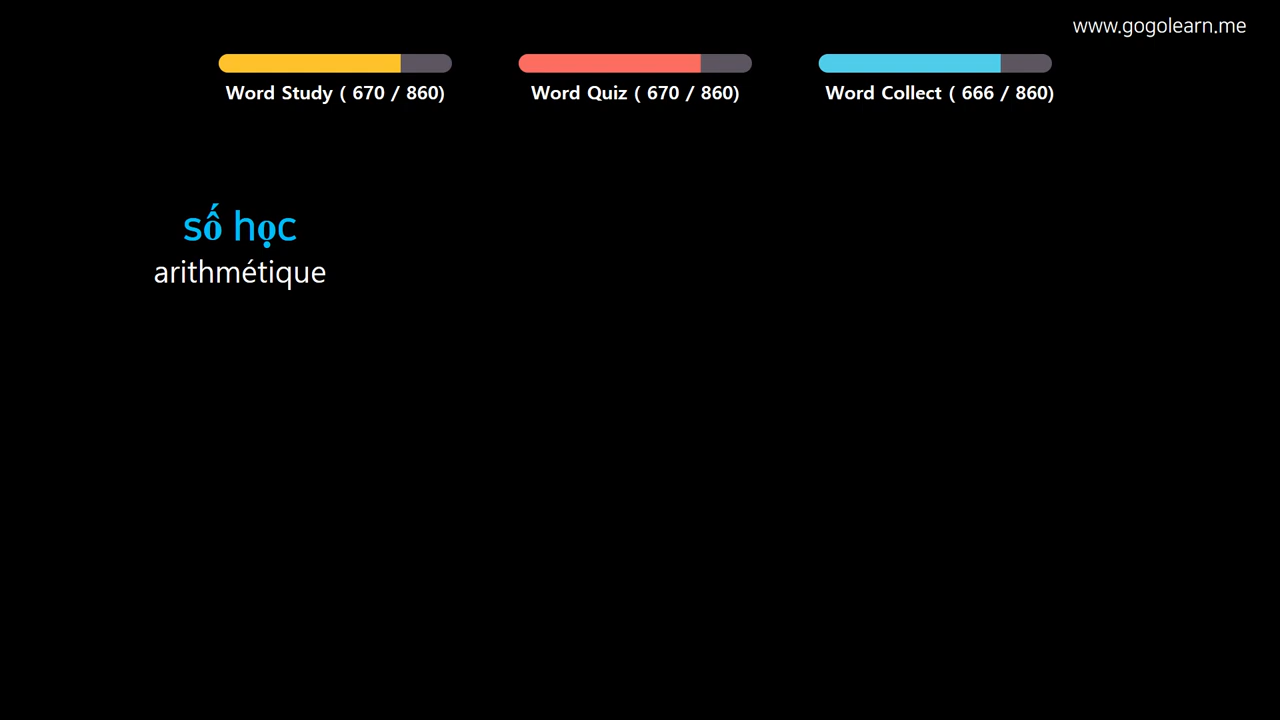 www.gogolearn.me
Word Study ( 670 / 860)
Word Quiz ( 670 / 860)
Word Collect ( 666 / 860)
số học
arithmétique